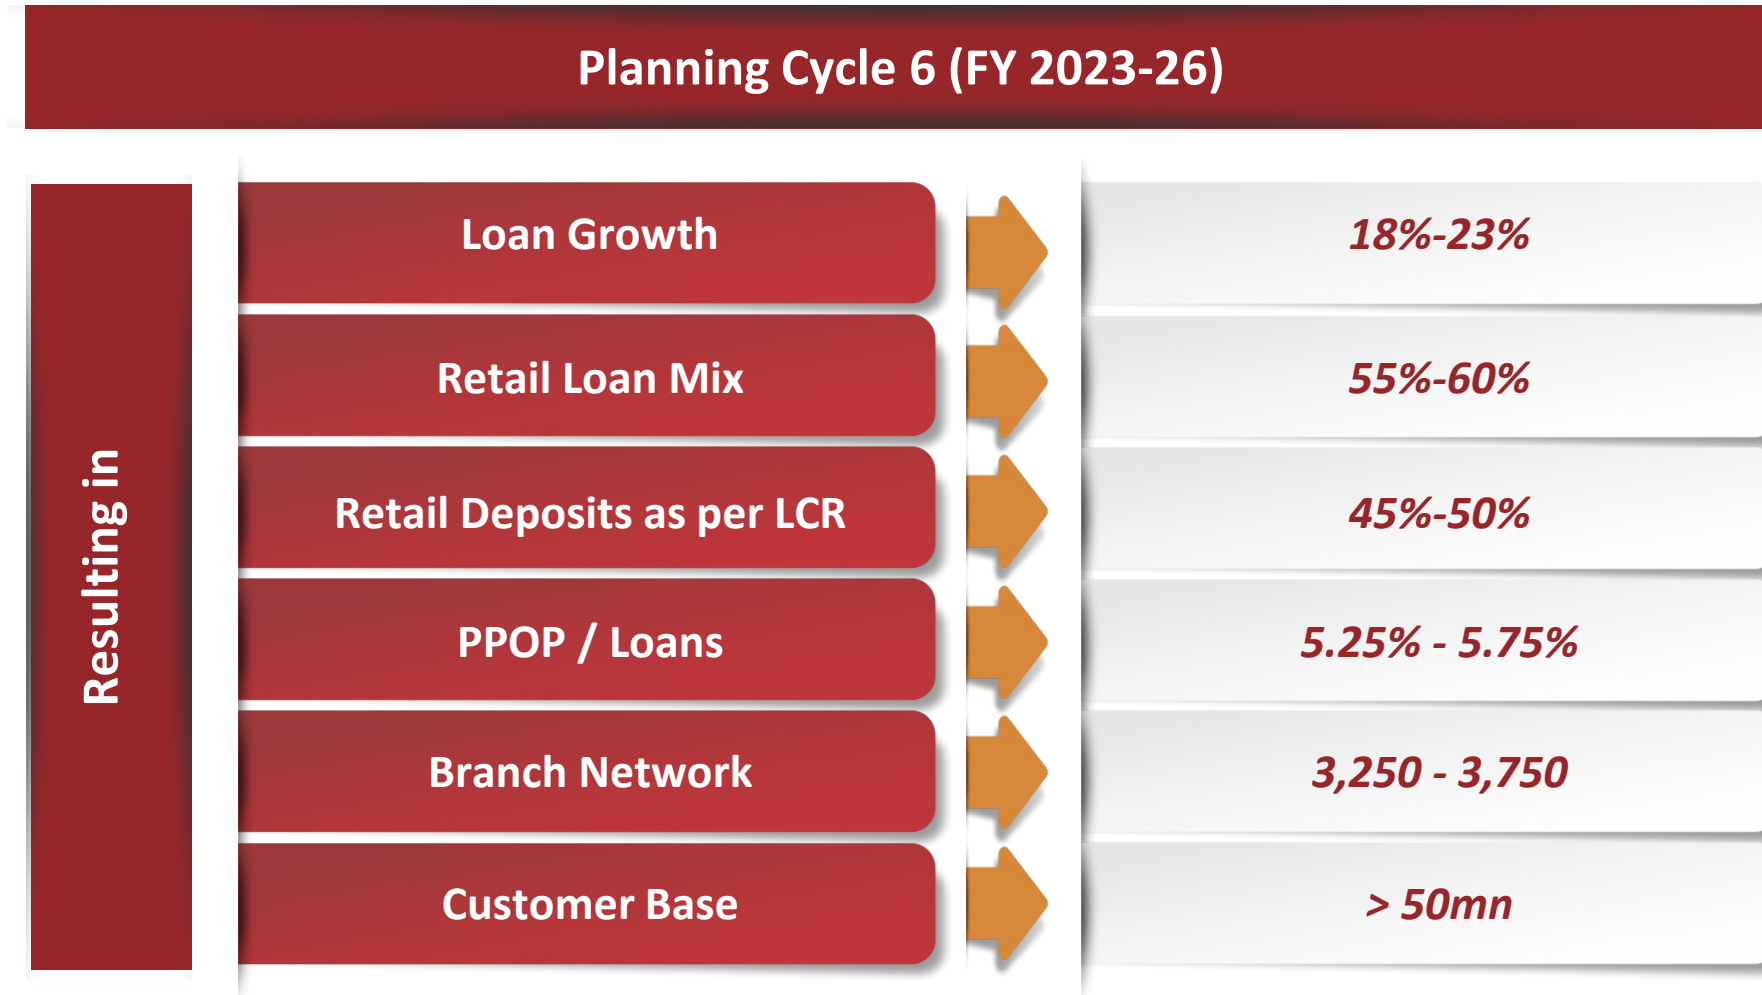 Planning Cycle 6 (FY 2023-26)
Resulting in
Loan Growth
18%-23%
Retail Loan Mix
55%-60%
Retail Deposits as per LCR
45%-50%
PPOP / Loans
5.25% - 5.75%
Branch Network
3,250 - 3,750
Customer Base
> 50mn